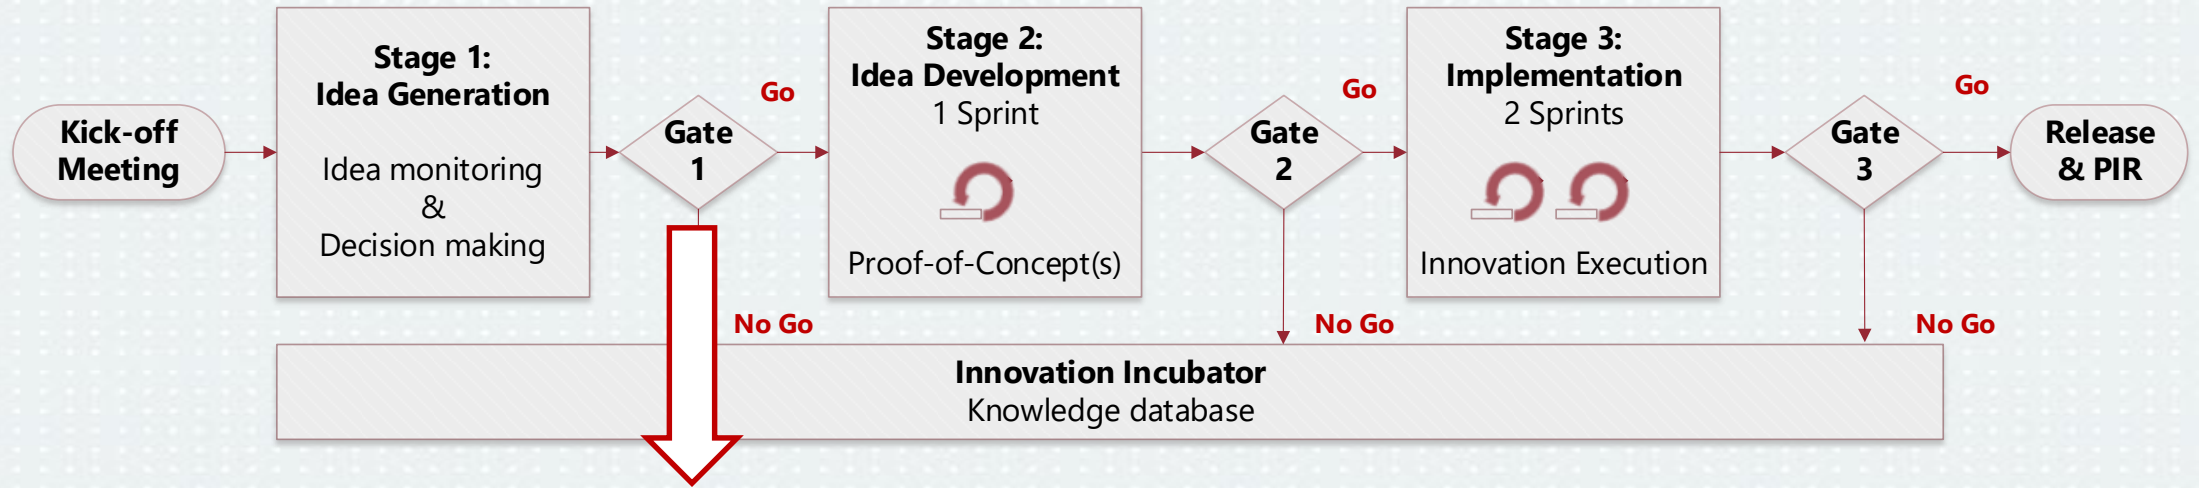 Kick-off
Meeting
Stage 1:
Idea Generation
Idea monitoring
&
Decision making
Gate
1
Go
No Go
Stage 2:
Idea Development
1 Sprint
Proof-of-Concept(s)
Gate
2
Go
No Go
Stage 3:
Implementation
2 Sprints
Innovation Execution
Gate
3
Go
No Go
Release
& PIR
Innovation Incubator
Knowledge database